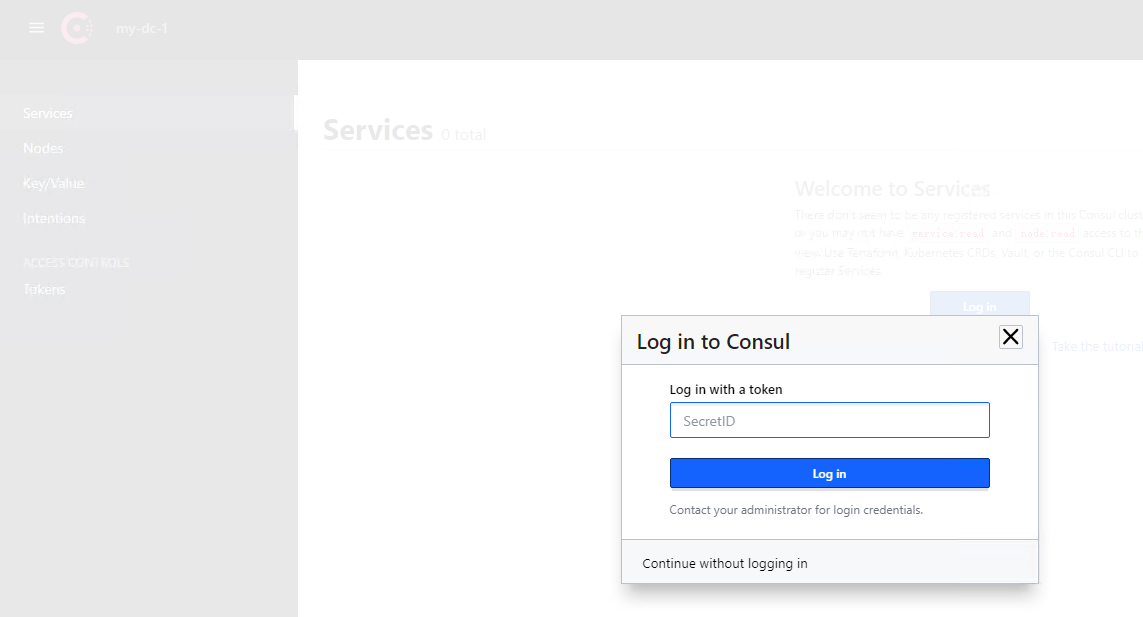 my-dc-1
Services
Nodes
Key/Value
Intentions
ACCESS CONTROLS
Tokens
Services 0 total
Welcome to Services
There don't seem to be any registered services in this Consul clust
or you may not have service:read and node:read access to th
view. Use Terraform, Kubernetes CRDs, Vault, or the Consul CLI to
register Services.
Log in
Take the tutorial
Log in to Consul
Log in with a token
SecretID
Log in
Contact your administrator for login credentials.
Continue without logging in